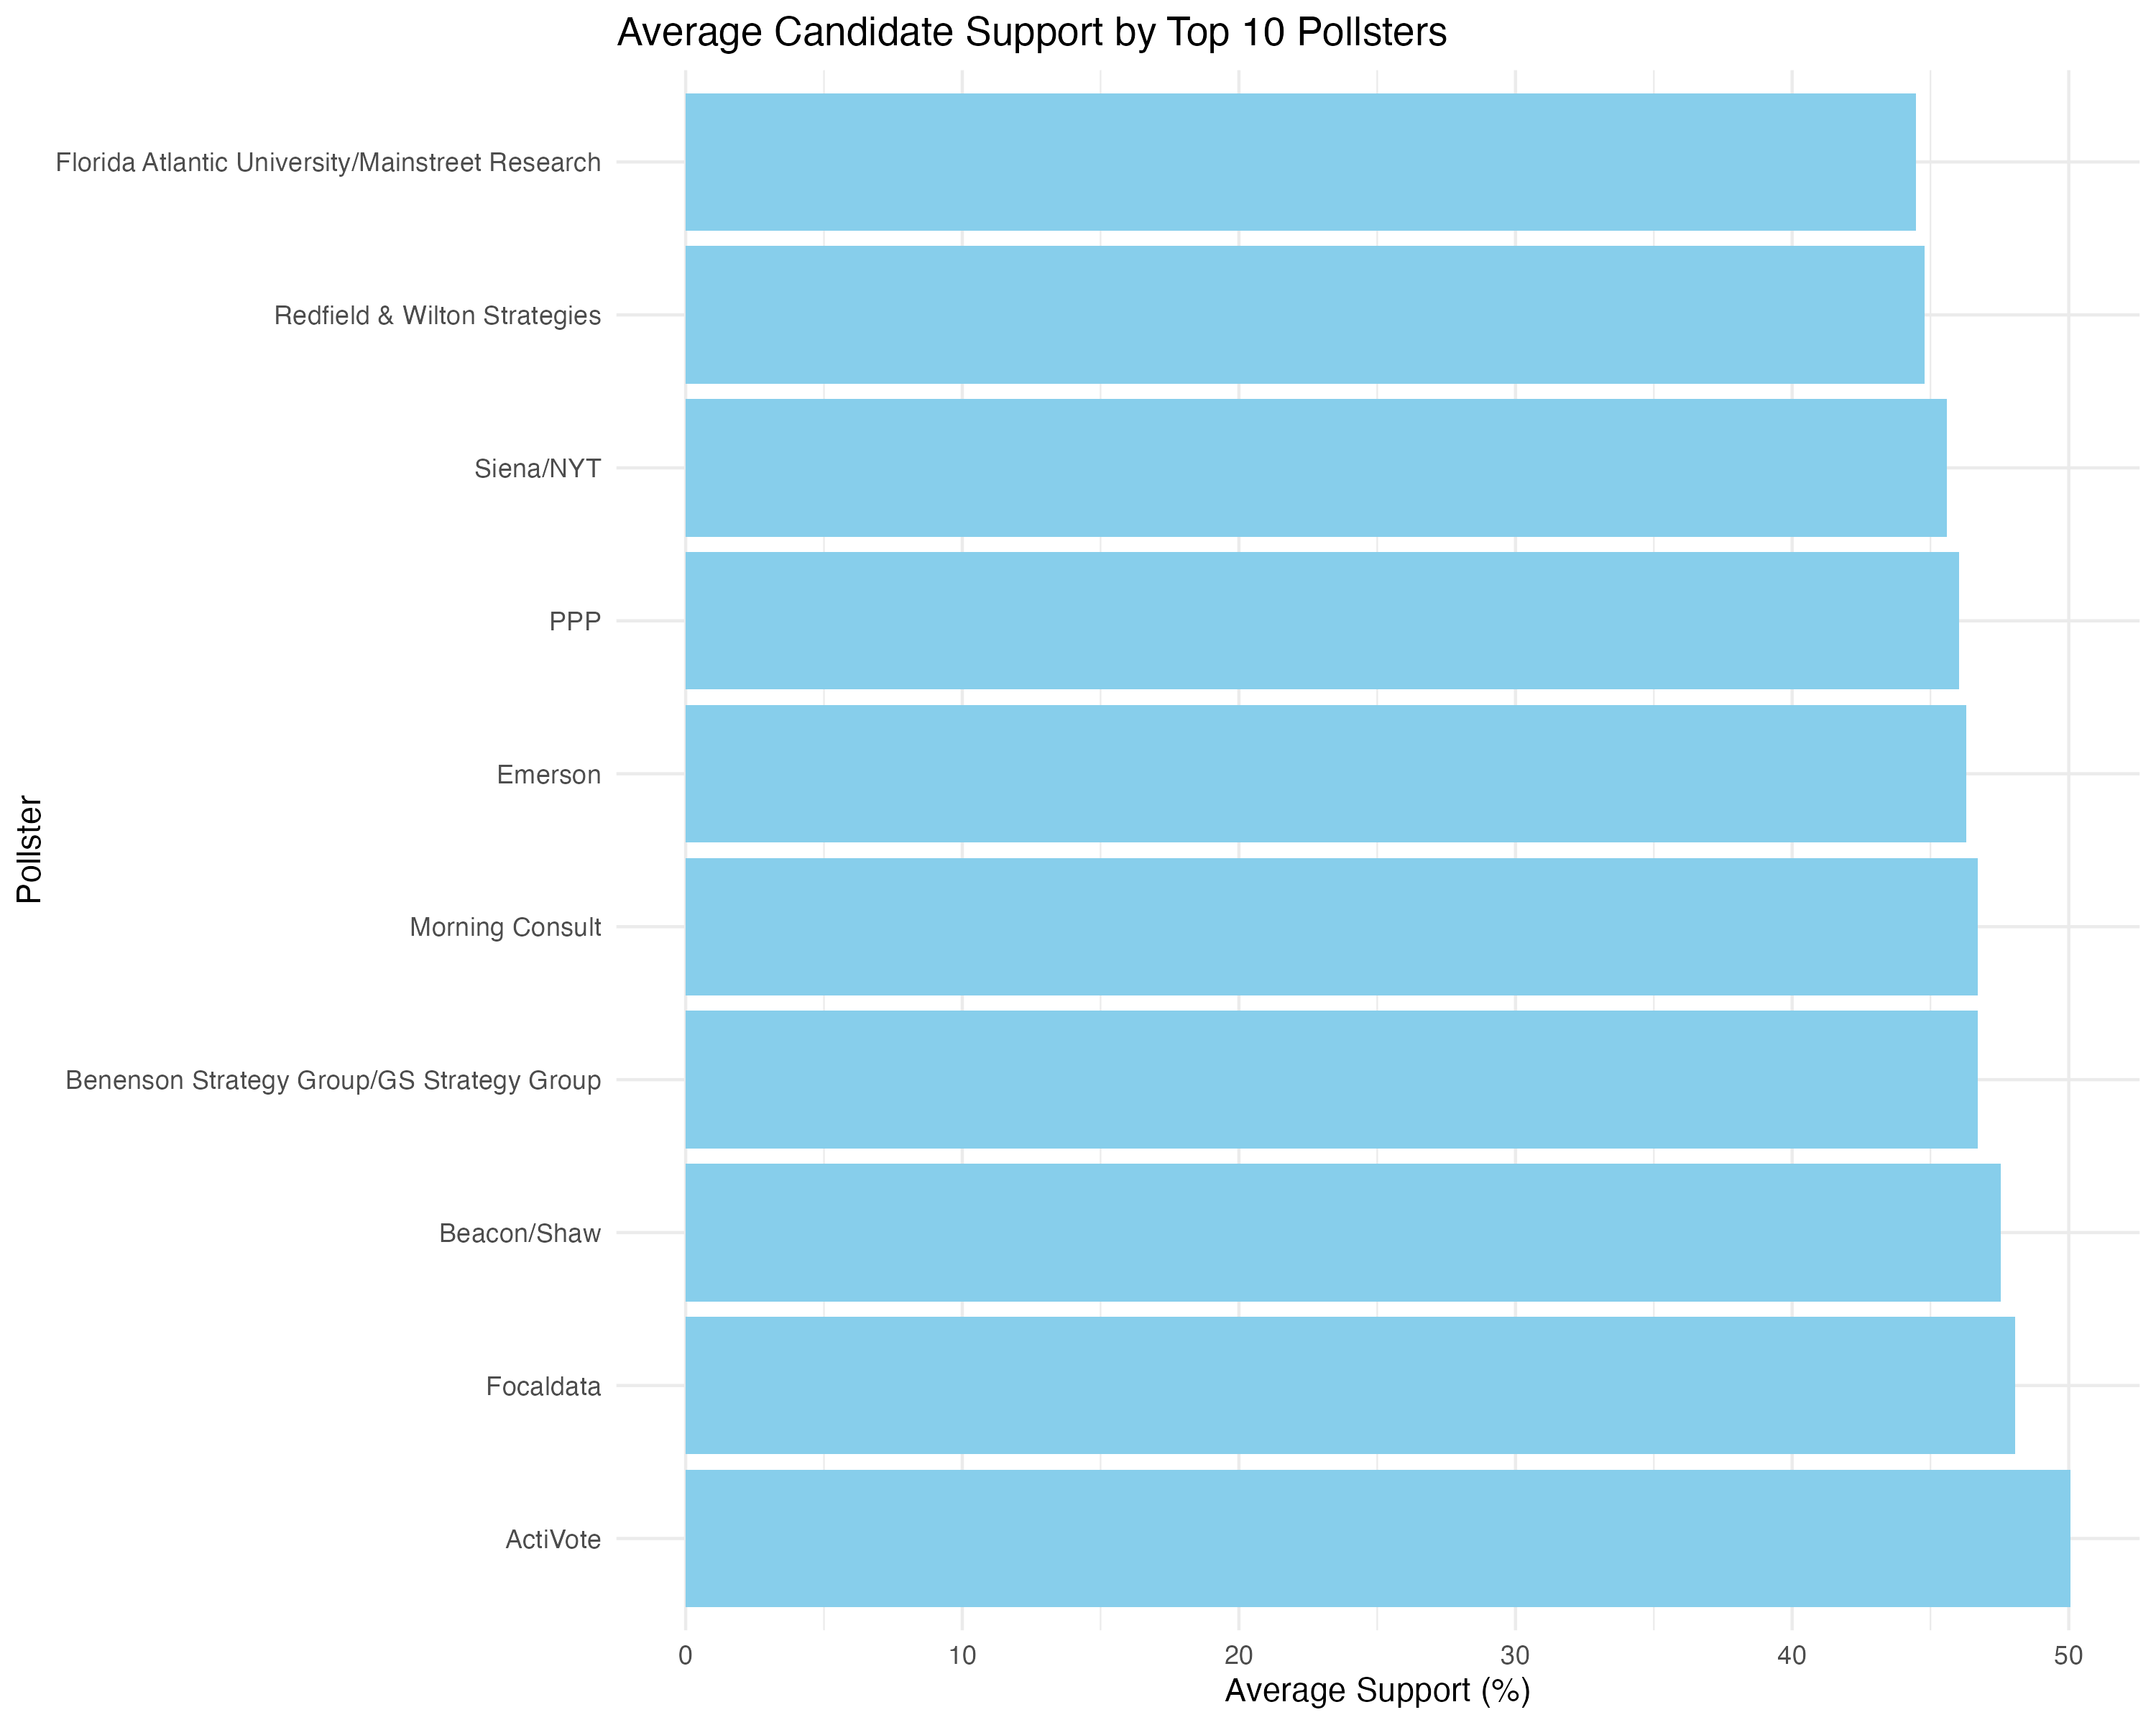 Average Candidate Support by Top 10 Pollsters
Florida Atlantic University/Mainstreet Research
Redfield & Wilton Strategies
Siena/NYT
PPP
Emerson
Morning Consult
Benenson Strategy Group/GS Strategy Group
Beacon/Shaw
Focaldata
ActiVote
Pollster
0 10 20 30 40 50
Average Support (%)